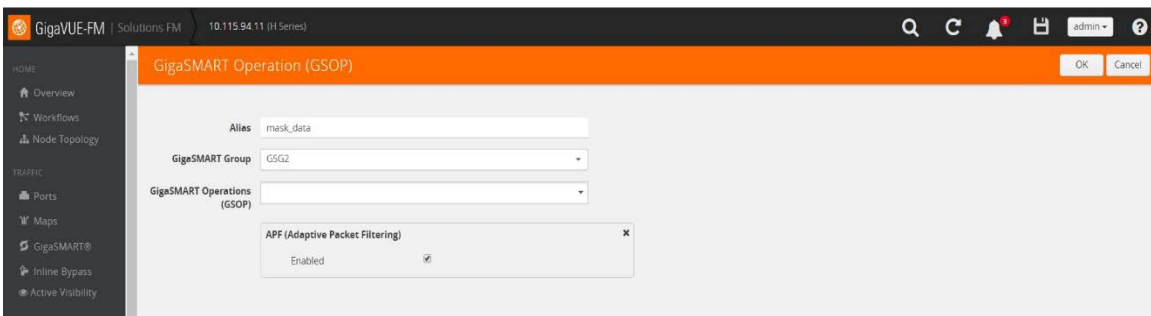 GigaVUE-FM | Solutions FM 10.115.94.11 (H Series) 3 admin ?
HOME
GigaSMART Operation (GSOP) OK Cancel
Overview
Workflows
Node Topology
TRAFFIC
Ports
Maps
GigaSMART®
Inline Bypass
Active Visibility
Alias mask_data
GigaSMART Group GSG2
GigaSMART Operations
(GSOP)
APF (Adaptive Packet Filtering)
Enabled